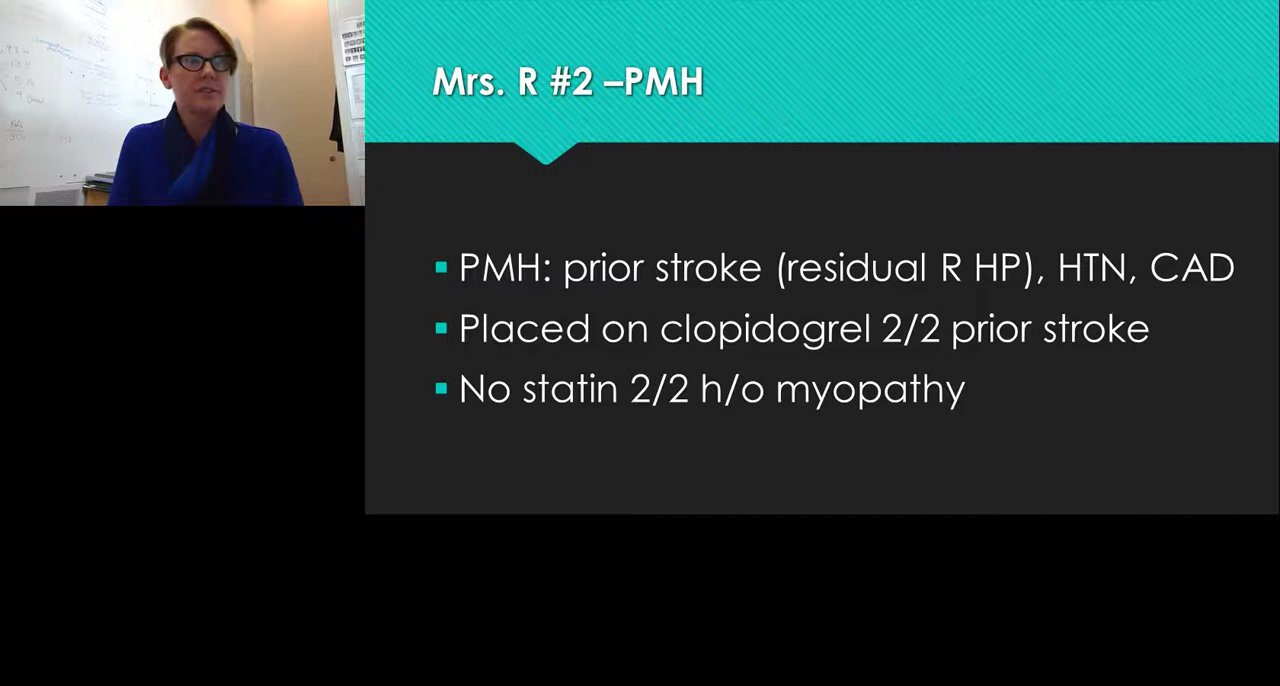 Mrs. R #2 –PMH
PMH: prior stroke (residual R HP), HTN, CAD
Placed on clopidogrel 2/2 prior stroke
No statin 2/2 h/o myopathy